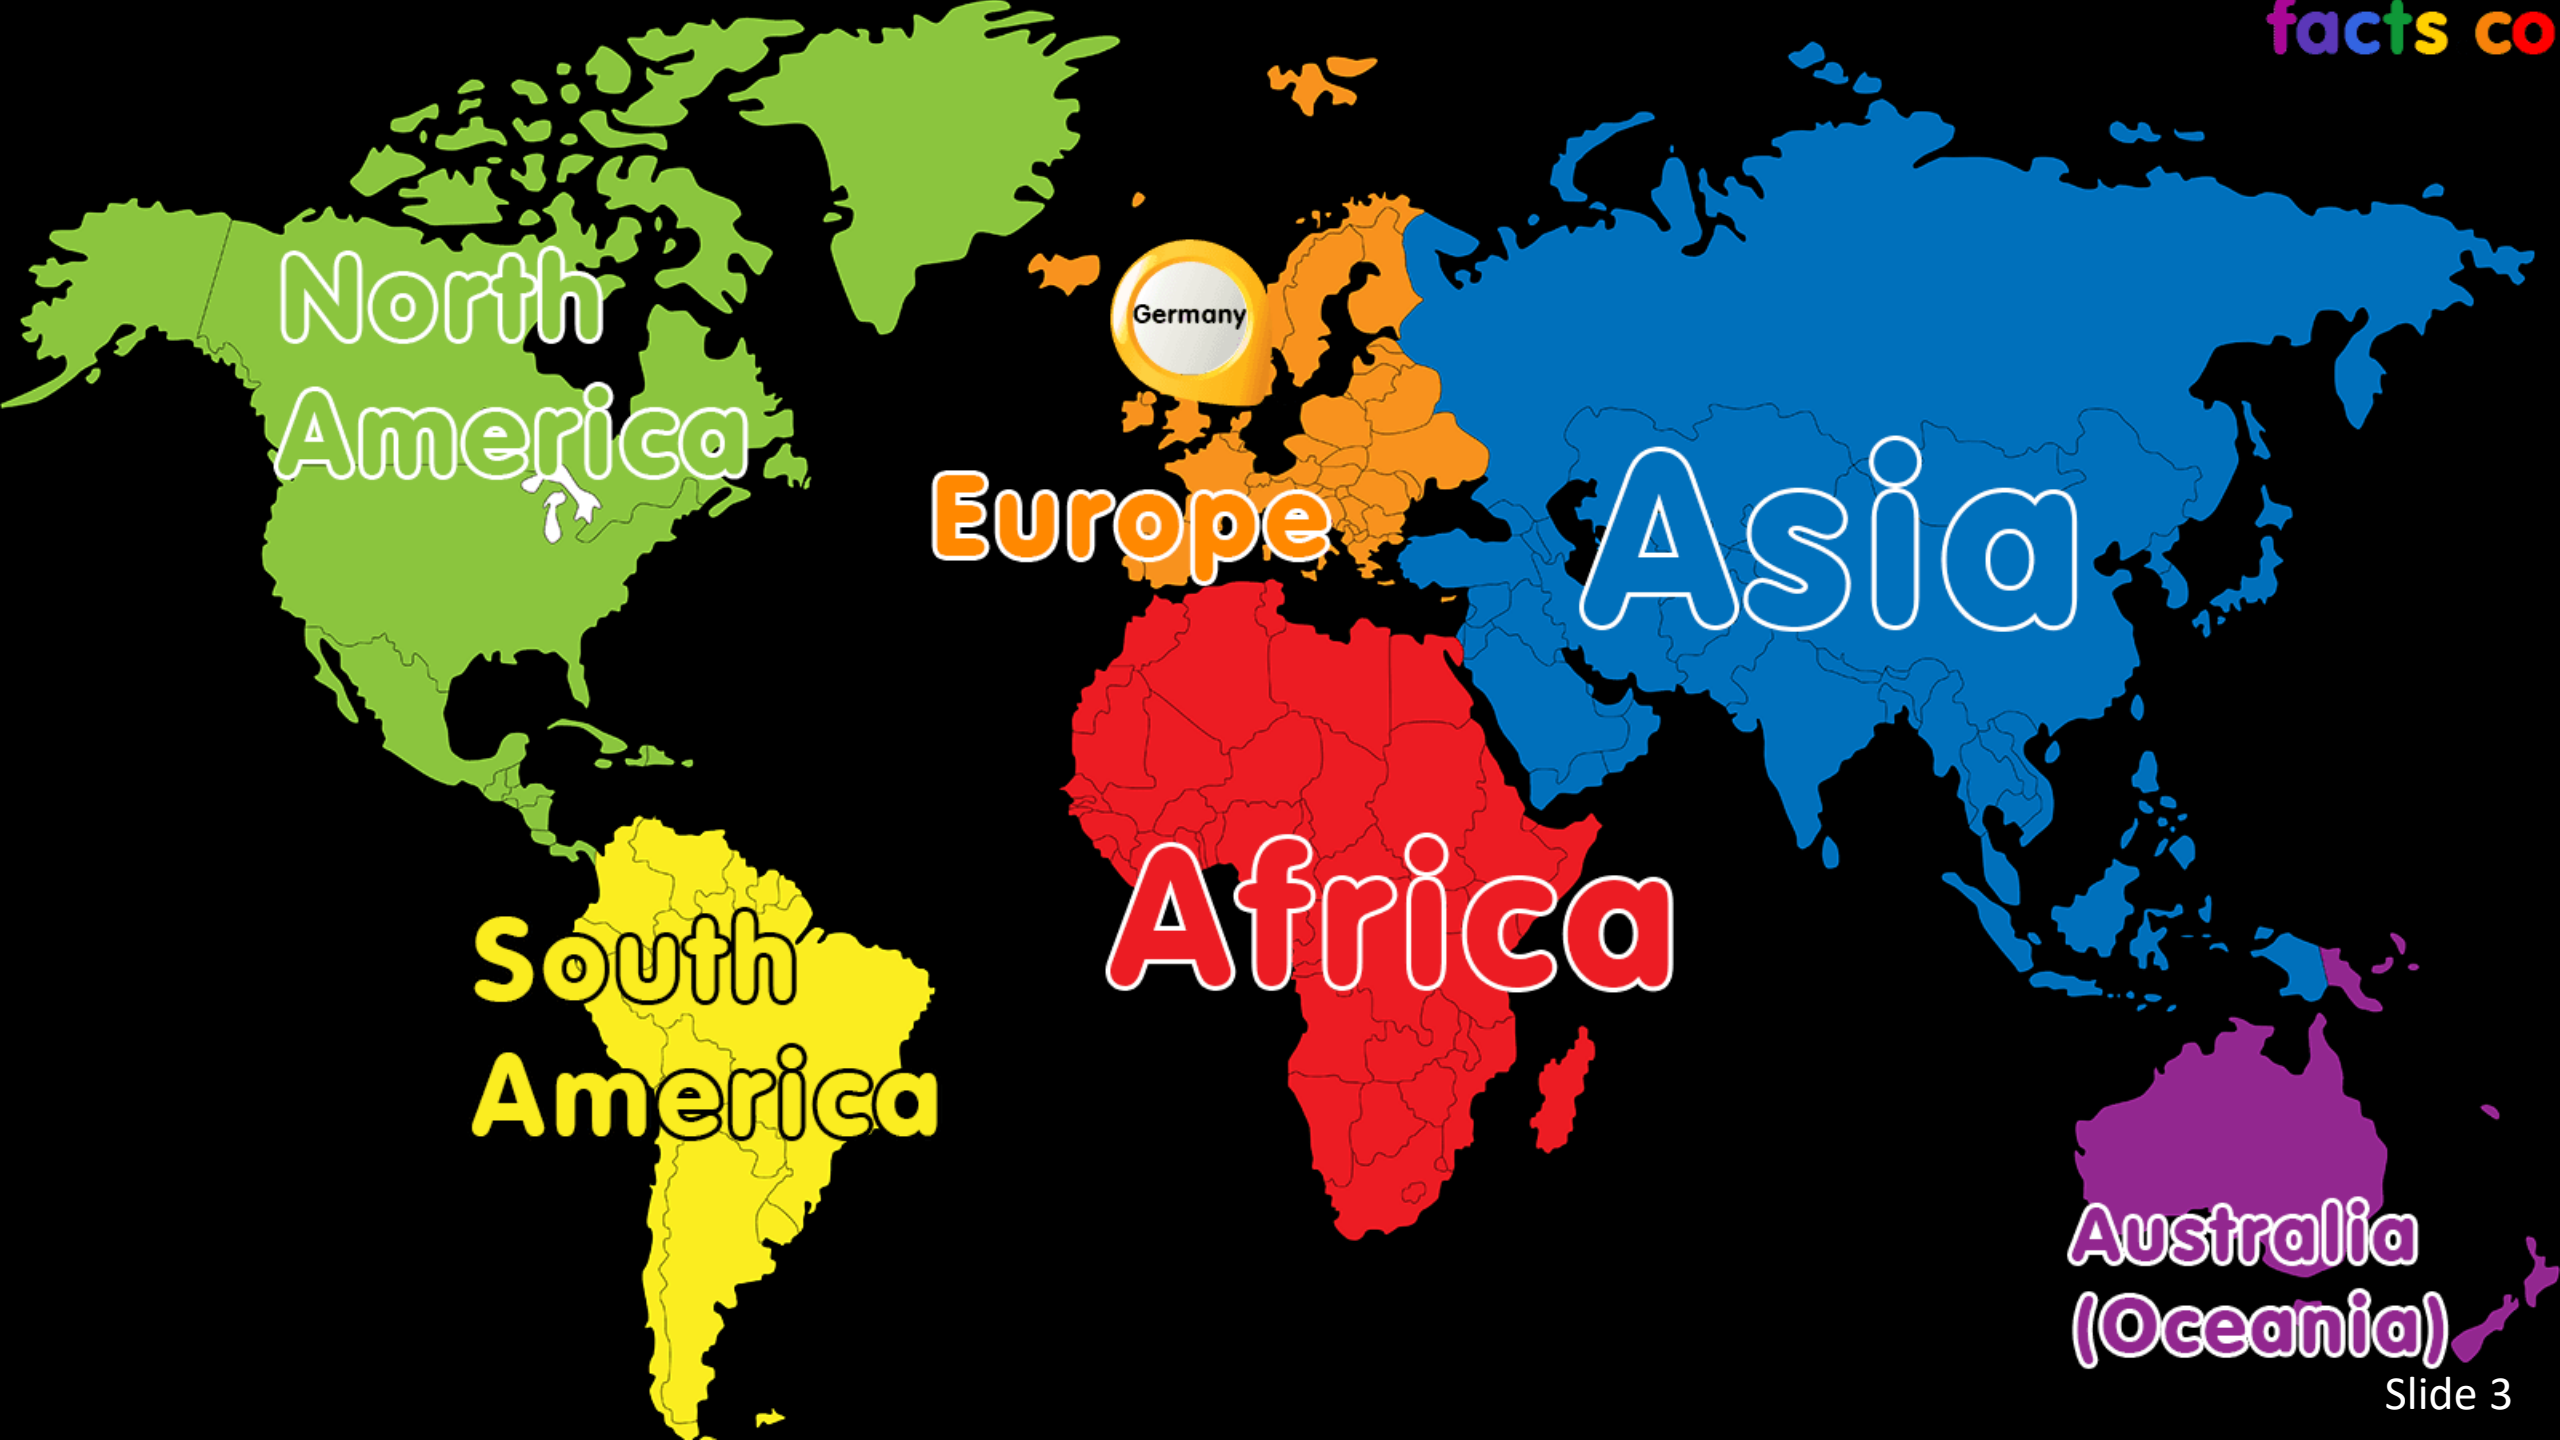 facts co
North
America
Germany
Europe
Asia
Africa
South
America
Australia
(Oceania)
Slide 3